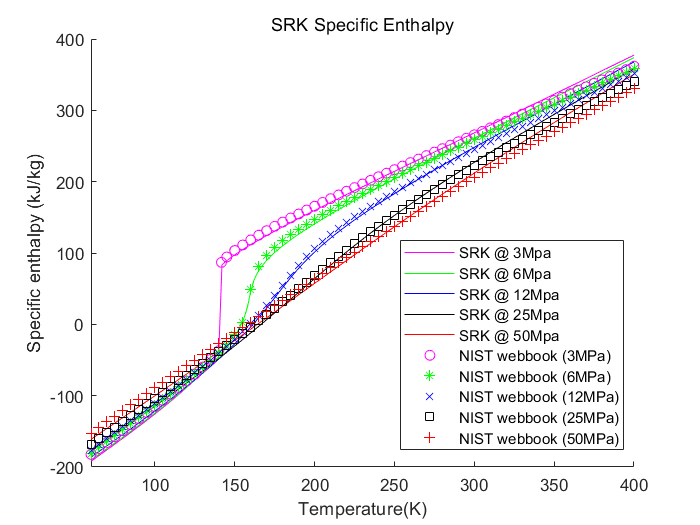 SRK Specific Enthalpy
400
300
200
100
0
-100
-200
Specific enthalpy (kJ/kg)
SRK @ 3Mpa
SRK @ 6Mpa
SRK @ 12Mpa
SRK @ 25Mpa
SRK @ 50Mpa
NIST webbook (3MPa)
NIST webbook (6MPa)
NIST webbook (12MPa)
NIST webbook (25MPa)
NIST webbook (50MPa)
100 150 200 250 300 350 400
Temperature(K)